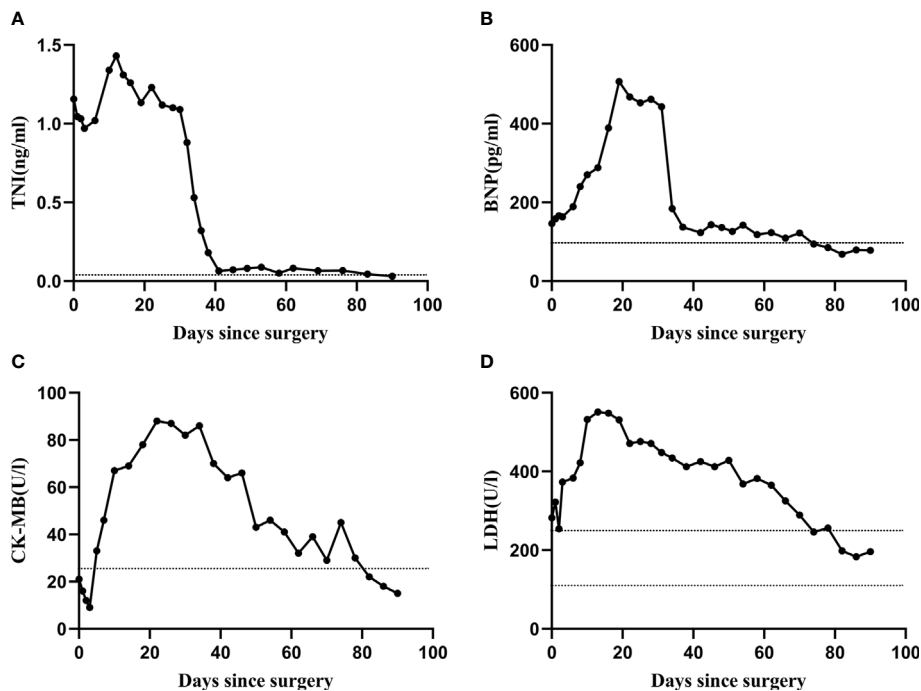 A
TNI(ng/ml)
1.5
1.0
0.5
0.0
0 20 40 60 80 100
Days since surgery
B
BNP(pg/ml)
600
400
200
0
0 20 40 60 80 100
Days since surgery
C
CK-MB(U/l)
100
80
60
40
20
0
0 20 40 60 80 100
Days since surgery
D
LDH(U/l)
600
400
200
0
0 20 40 60 80 100
Days since surgery